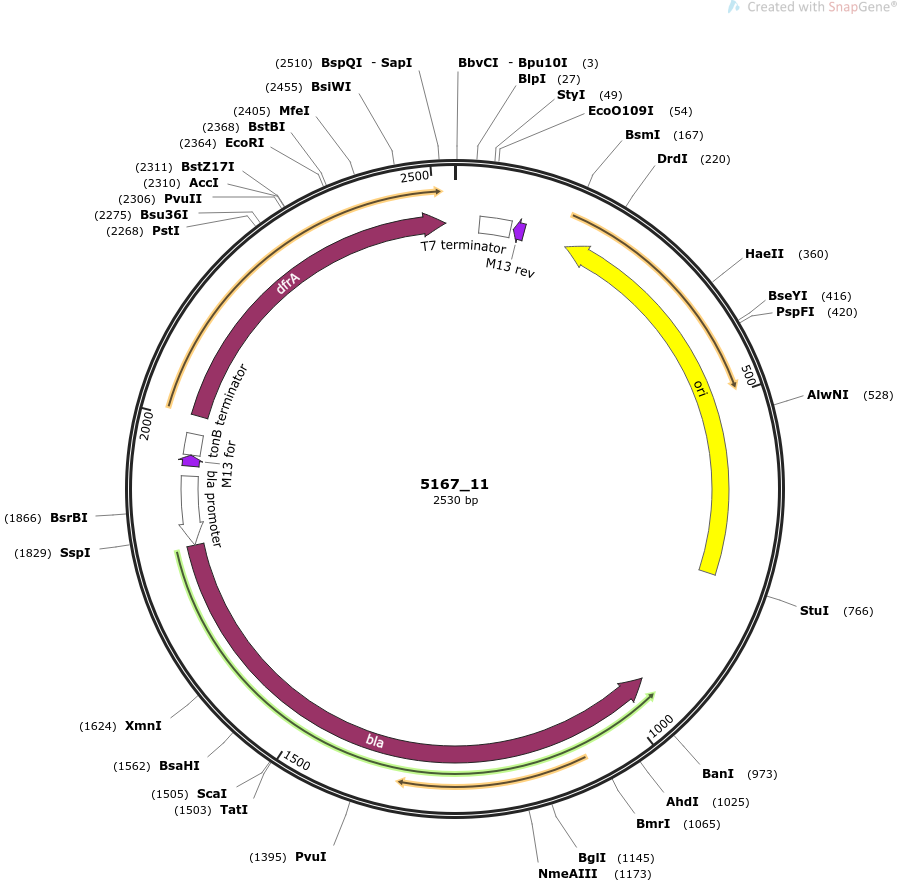 Created with SnapGene®
(2510) BspQI - SapI
BbvCI - Bpu10I (3)
(2455) BsiWI
BlpI (27)
StyI (49)
(2405) MfeI
EcoO109I (54)
(2368) BstBI
BsmI (167)
(2364) EcoRI
DrdI (220)
(2311) BstZ17I
(2310) AccI
(2306) PvuII
(2275) Bsu36I
(2268) PstI
2500
T7 terminator
M13 rev
HaeII (360)
dfrA
BseYI (416)
PspFI (420)
500
ori
AlwNI (528)
2000
tonB terminator
M13 for
bla promoter
5167_11
2530 bp
(1866) BsrBI
(1829) SspI
StuI (766)
(1624) XmnI
1000
bla
1500
(1562) BsaHI
BanI (973)
(1505) ScaI
AhdI (1025)
(1503) TatI
BmrI (1065)
(1395) PvuI
BglI (1145)
NmeAIII (1173)